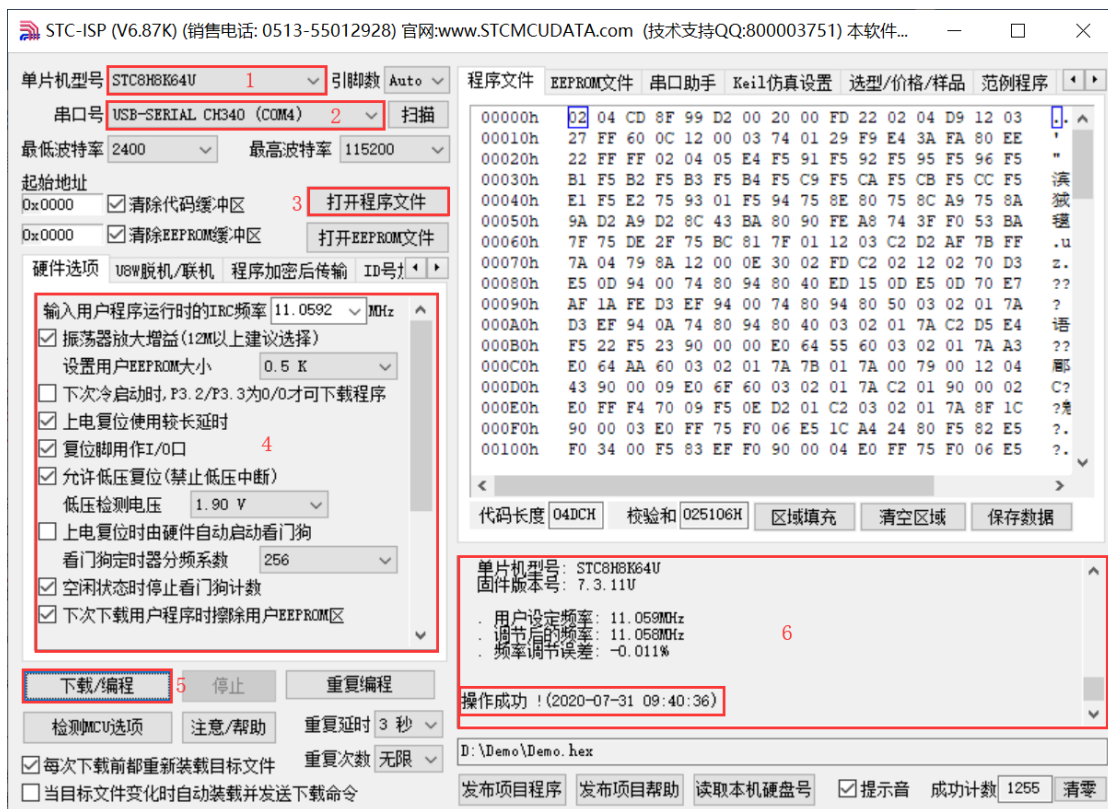 STC-ISP (V6.87K) (销售电话: 0513-55012928) 官网:www.STCMCUDATA.com (技术支持QQ:800003751) 本软件...
单片机型号 STC8H8K64U 1 引脚数 Auto
串口号 USB-SERIAL CH340 (COM4) 2 扫描
最低波特率 2400 最高波特率 115200
起始地址
0x0000 清除代码缓冲区 3 打开程序文件
0x0000 清除EEPROM缓冲区 打开EEPROM文件
硬件选项 U8W脱机/联机 程序加密后传输 ID号
输入用户程序运行时的IRC频率 11.0592 MHz
振荡器放大增益(12M以上建议选择)
设置用户EEPROM大小 0.5 K
下次冷启动时,P3.2/P3.3为0/0才可下载程序
上电复位使用较长延时
复位脚用作I/O口 4
允许低压复位(禁止低压中断)
低压检测电压 1.90 V
上电复位时由硬件自动启动看门狗
看门狗定时器分频系数 256
空闲状态时停止看门狗计数
下次下载用户程序时擦除用户EEPROM区
下载/编程 5 停止 重复编程
检测MCU选项 注意/帮助 重复延时 3 秒
重复次数 无限
每次下载前都重新装载目标文件
当目标文件变化时自动装载并发送下载命令
程序文件 EEPROM文件 串口助手 Keil仿真设置 选型/价格/样品 范例程序
00000h 02 04 CD 8F 99 D2 00 20 00 FD 22 02 04 D9 12 03 ..
00010h 27 FF 60 0C 12 00 03 74 01 29 F9 E4 3A FA 80 EE '
00020h 22 FF FF 02 04 05 E4 F5 91 F5 92 F5 95 F5 96 F5 "
00030h B1 F5 B2 F5 B3 F5 B4 F5 C9 F5 CA F5 CB F5 CC F5 滨
00040h E1 F5 E2 75 93 01 F5 94 75 8E 80 75 8C A9 75 8A
00050h 9A D2 A9 D2 8C 43 BA 80 90 FE A8 74 3F F0 53 BA
00060h 7F 75 DE 2F 75 BC 81 7F 01 12 03 C2 D2 AF 7B FF .u
00070h 7A 04 79 8A 12 00 0E 30 02 FD C2 02 12 02 70 D3 z.
00080h E5 0D 94 00 74 80 94 80 40 ED 15 0D E5 0D 70 E7 ??
00090h AF 1A FE D3 EF 94 00 74 80 94 80 50 03 02 01 7A ?
000A0h D3 EF 94 0A 74 80 94 80 40 03 02 01 7A C2 D5 E4 语
000B0h F5 22 F5 23 90 00 00 E0 64 55 60 03 02 01 7A A3 ??
000C0h E0 64 AA 60 03 02 01 7A 7B 01 7A 00 79 00 12 04 郿
000D0h 43 90 00 09 E0 6F 60 03 02 01 7A C2 01 90 00 02 C?
000E0h E0 FF F4 70 09 F5 0E D2 01 C2 03 02 01 7A 8F 1C
000F0h 90 00 03 E0 FF 75 F0 06 E5 1C A4 24 80 F5 82 E5 ?.
00100h F0 34 00 F5 83 EF F0 90 00 04 E0 FF 75 F0 06 E5 ?.
代码长度 04DCH 校验和 025106H 区域填充 清空区域 保存数据
单片机型号: STC8H8K64U
固件版本号: 7.3.11U
. 用户设定频率: 11.059MHz
. 调节后的频率: 11.058MHz 6
. 频率调节误差: -0.011%
操作成功 !(2020-07-31 09:40:36)
D:\Demo\Demo.hex
发布项目程序 发布项目帮助 读取本机硬盘号 提示音 成功计数 1255 清零